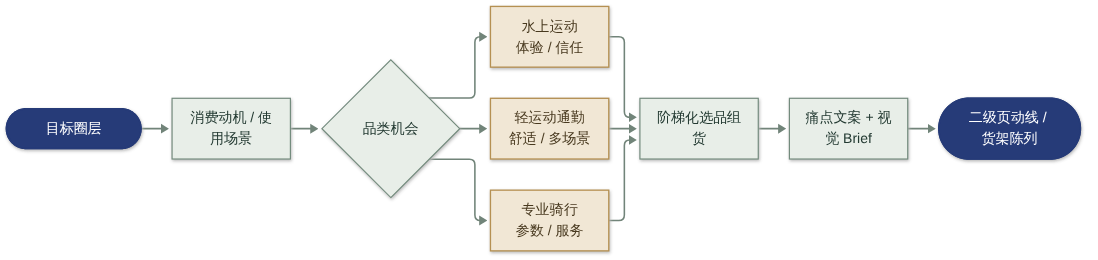 目标圈层
消费动机 / 使
用场景
品类机会
水上运动
体验 / 信任
轻运动通勤
舒适 / 多场景
专业骑行
参数 / 服务
阶梯化选品组
货
痛点文案 + 视
觉 Brief
二级页动线 /
货架陈列